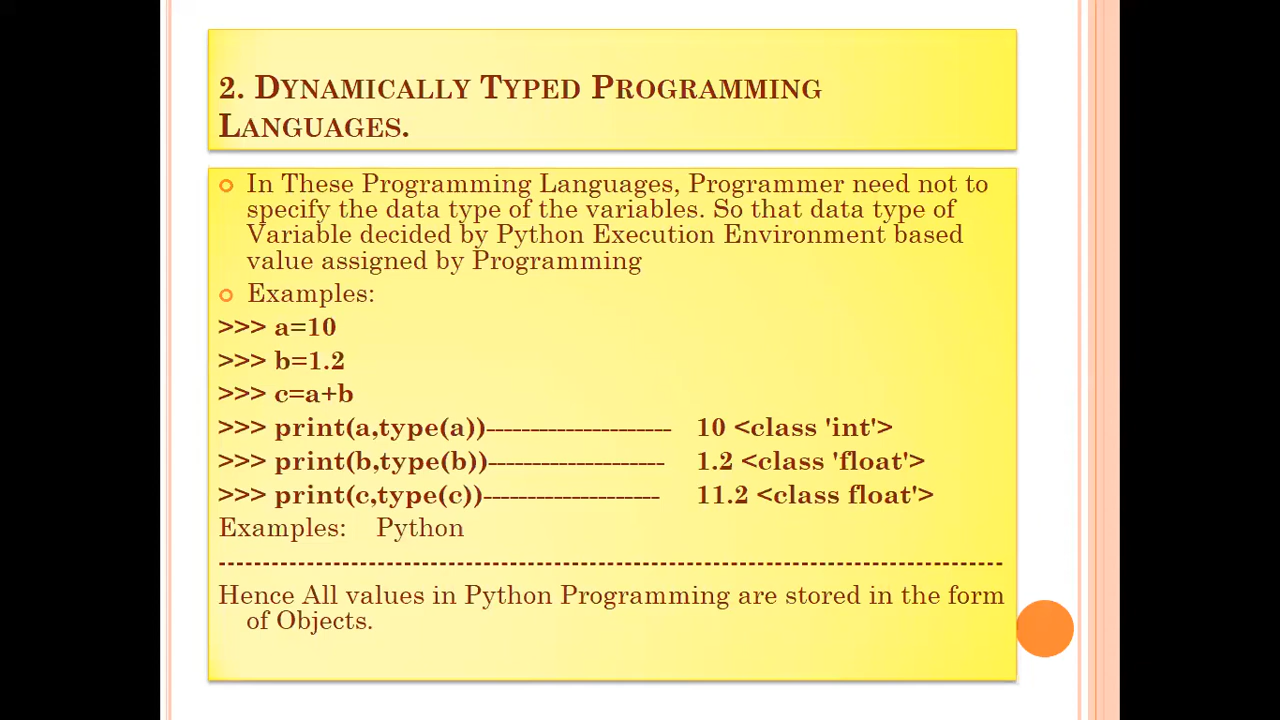 2. Dynamically Typed Programming
Languages.
In These Programming Languages, Programmer need not to
specify the data type of the variables. So that data type of
Variable decided by Python Execution Environment based
value assigned by Programming
Examples:
>>> a=10
>>> b=1.2
>>> c=a+b
>>> print(a,type(a))--------------------- 10 <class 'int'>
>>> print(b,type(b))-------------------- 1.2 <class 'float'>
>>> print(c,type(c))-------------------- 11.2 <class float'>
Examples: Python
-----------------------------------------------------------------------------------------
Hence All values in Python Programming are stored in the form
of Objects.